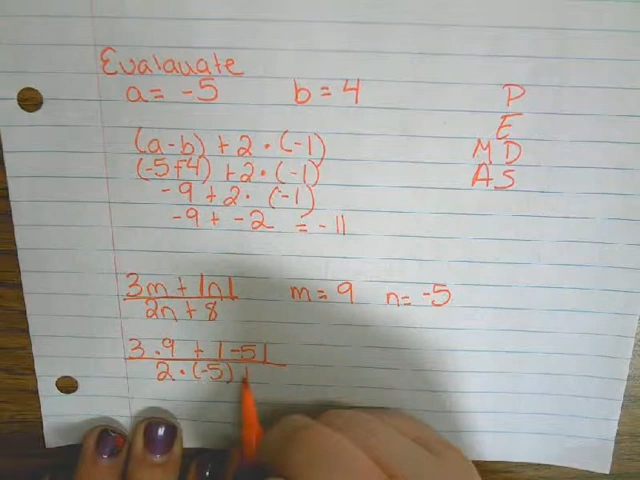 Evalauate
a = -5 b = 4
(a-b) + 2 · (-1)
(-5+4) + 2 · (-1)
-9 + 2 · (-1)
-9 + -2 = -11
P
E
M D
A S
3m + |n|
2n + 8
m = 9 n = -5
3 · 9 + |-5|
2 · (-5)